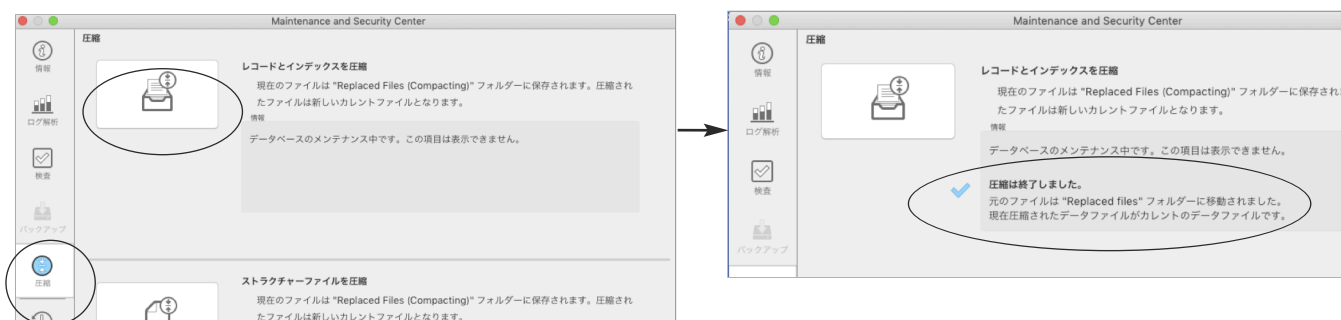 Maintenance and Security Center
圧縮
情報
ログ解析
検査
バックアップ
圧縮
レコードとインデックスを圧縮
現在のファイルは "Replaced Files (Compacting)" フォルダーに保存されます。圧縮され
たファイルは新しいカレントファイルとなります。
情報
データベースのメンテナンス中です。この項目は表示できません。
ストラクチャーファイルを圧縮
現在のファイルは "Replaced Files (Compacting)" フォルダーに保存されます。圧縮され
たファイルは新しいカレントファイルとなります。
Maintenance and Security Center
圧縮
情報
ログ解析
検査
バックアップ
レコードとインデックスを圧縮
現在のファイルは "Replaced Files (Compacting)" フォルダーに保存され
たファイルは新しいカレントファイルとなります。
情報
データベースのメンテナンス中です。この項目は表示できません。
圧縮は終了しました。
元のファイルは "Replaced files" フォルダーに移動されました。
現在圧縮されたデータファイルがカレントのデータファイルです。